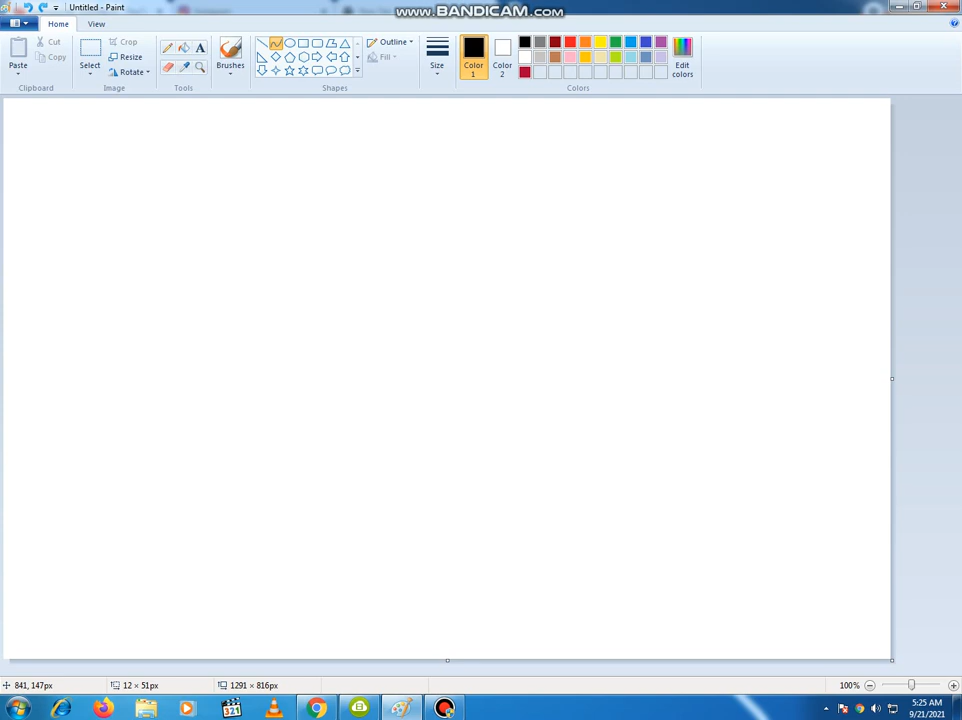 Untitled - Paint
www.BANDICAM.com
Home
View
Paste
Cut
Copy
Clipboard
Select
Crop
Resize
Rotate
Image
A
Tools
Brushes
Outline
Fill
Shapes
Size
Color
1
Color
2
Edit
colors
Colors
841, 147px
12 × 51px
1291 × 816px
100%
321
5:25 AM
9/21/2021